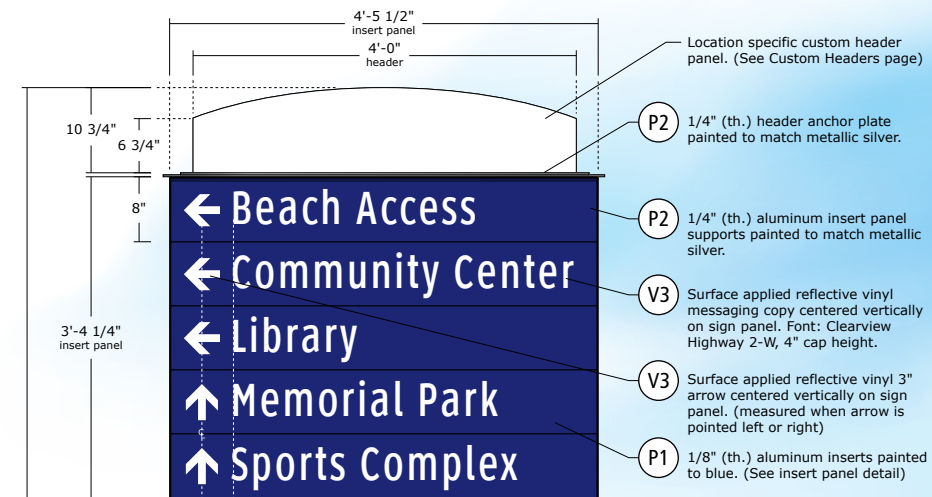 4'-5 1/2"
insert panel
4'-0"
header
10 3/4"
6 3/4"
8"
3'-4 1/4"
insert panel
Beach Access
Community Center
Library
Memorial Park
Sports Complex
Location specific custom header
panel. (See Custom Headers page)
P2
1/4" (th.) header anchor plate
painted to match metallic silver.
P2
1/4" (th.) aluminum insert panel
supports painted to match metallic
silver.
V3
Surface applied reflective vinyl
messaging copy centered vertically
on sign panel. Font: Clearview
Highway 2-W, 4" cap height.
V3
Surface applied reflective vinyl 3"
arrow centered vertically on sign
panel. (measured when arrow is
pointed left or right)
P1
1/8" (th.) aluminum inserts painted
to blue. (See insert panel detail)